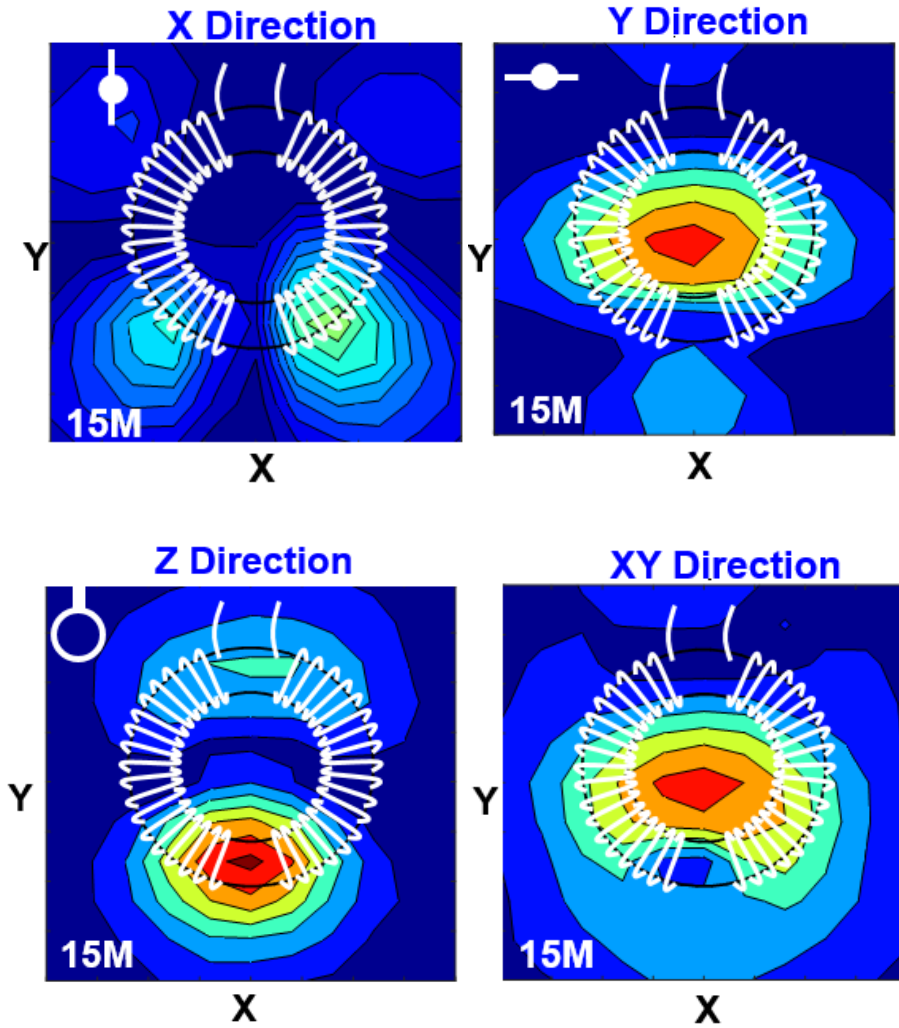 X Direction
Y Direction
Y
15M
X
Y
15M
X
Z Direction
XY Direction
Y
15M
X
Y
15M
X